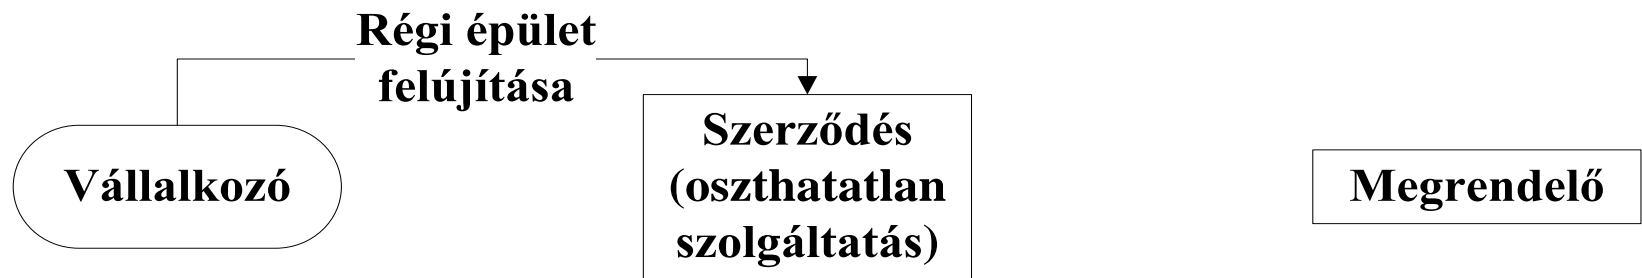 Régi épület
felújítása
Vállalkozó
Szerződés
(oszthatatlan
szolgáltatás)
Megrendelő